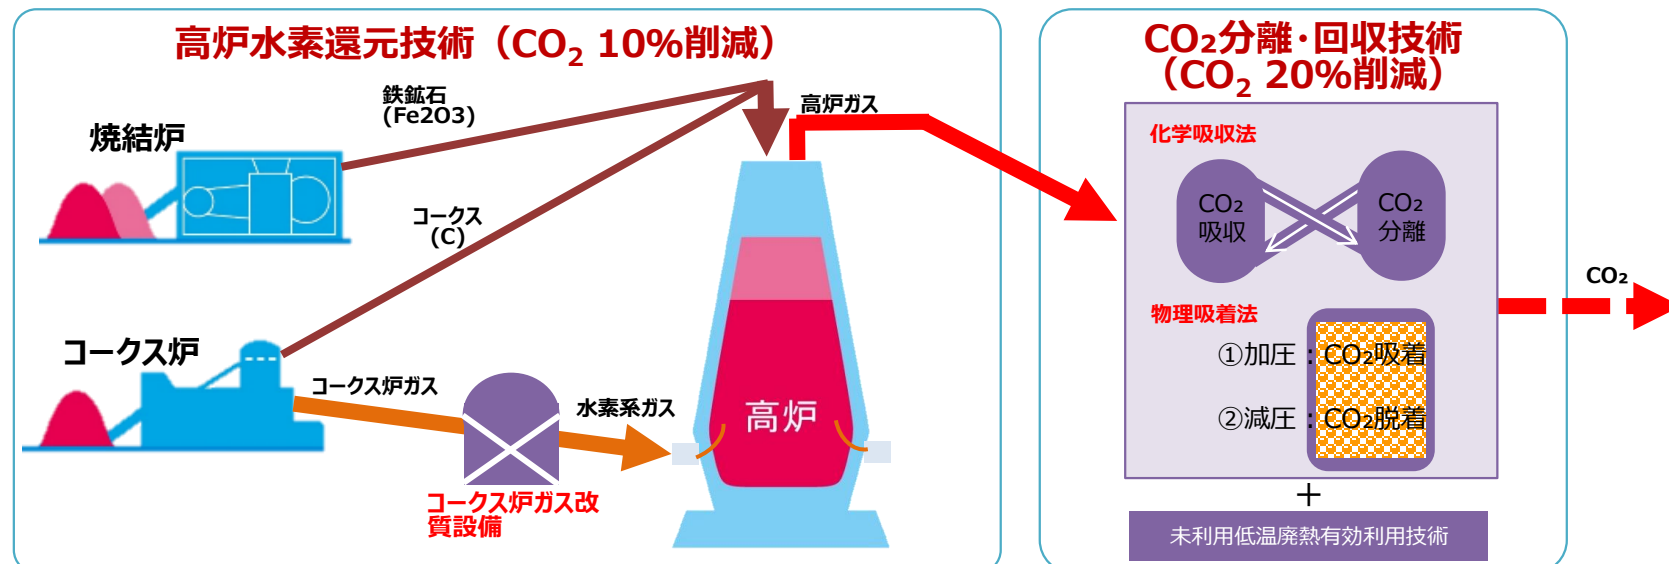 高炉水素還元技術（CO₂ 10%削減）
鉄鉱石
(Fe2O3)
焼結炉
コークス
(C)
高炉ガス
コークス炉
コークス炉ガス
水素系ガス
高炉
コークス炉ガス改
質設備
CO₂分離･回収技術
（CO₂ 20%削減）
化学吸収法
CO₂
吸収
CO₂
分離
物理吸着法
①加圧：CO₂吸着
②減圧：CO₂脱着
＋
未利用低温廃熱有効利用技術
CO₂